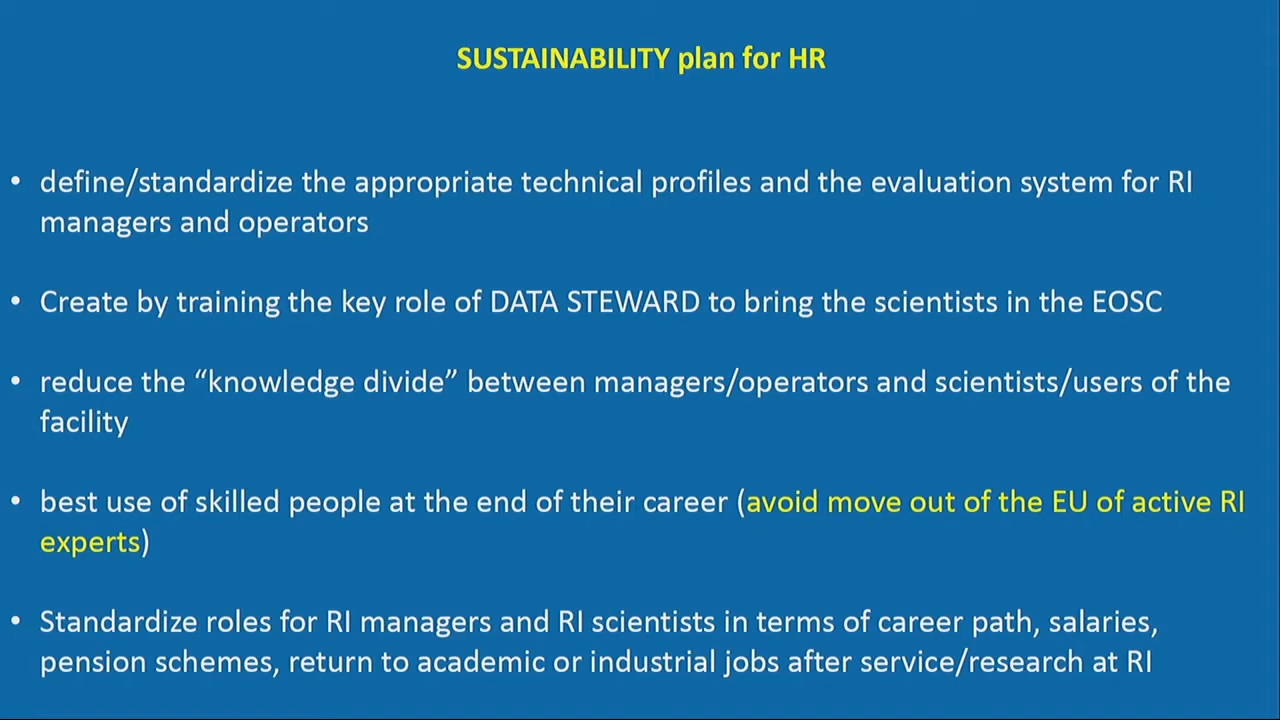 SUSTAINABILITY plan for HR
• define/standardize the appropriate technical profiles and the evaluation system for RI
managers and operators
• Create by training the key role of DATA STEWARD to bring the scientists in the EOSC
• reduce the “knowledge divide” between managers/operators and scientists/users of the
facility
• best use of skilled people at the end of their career (avoid move out of the EU of active RI
experts)
• Standardize roles for RI managers and RI scientists in terms of career path, salaries,
pension schemes, return to academic or industrial jobs after service/research at RI